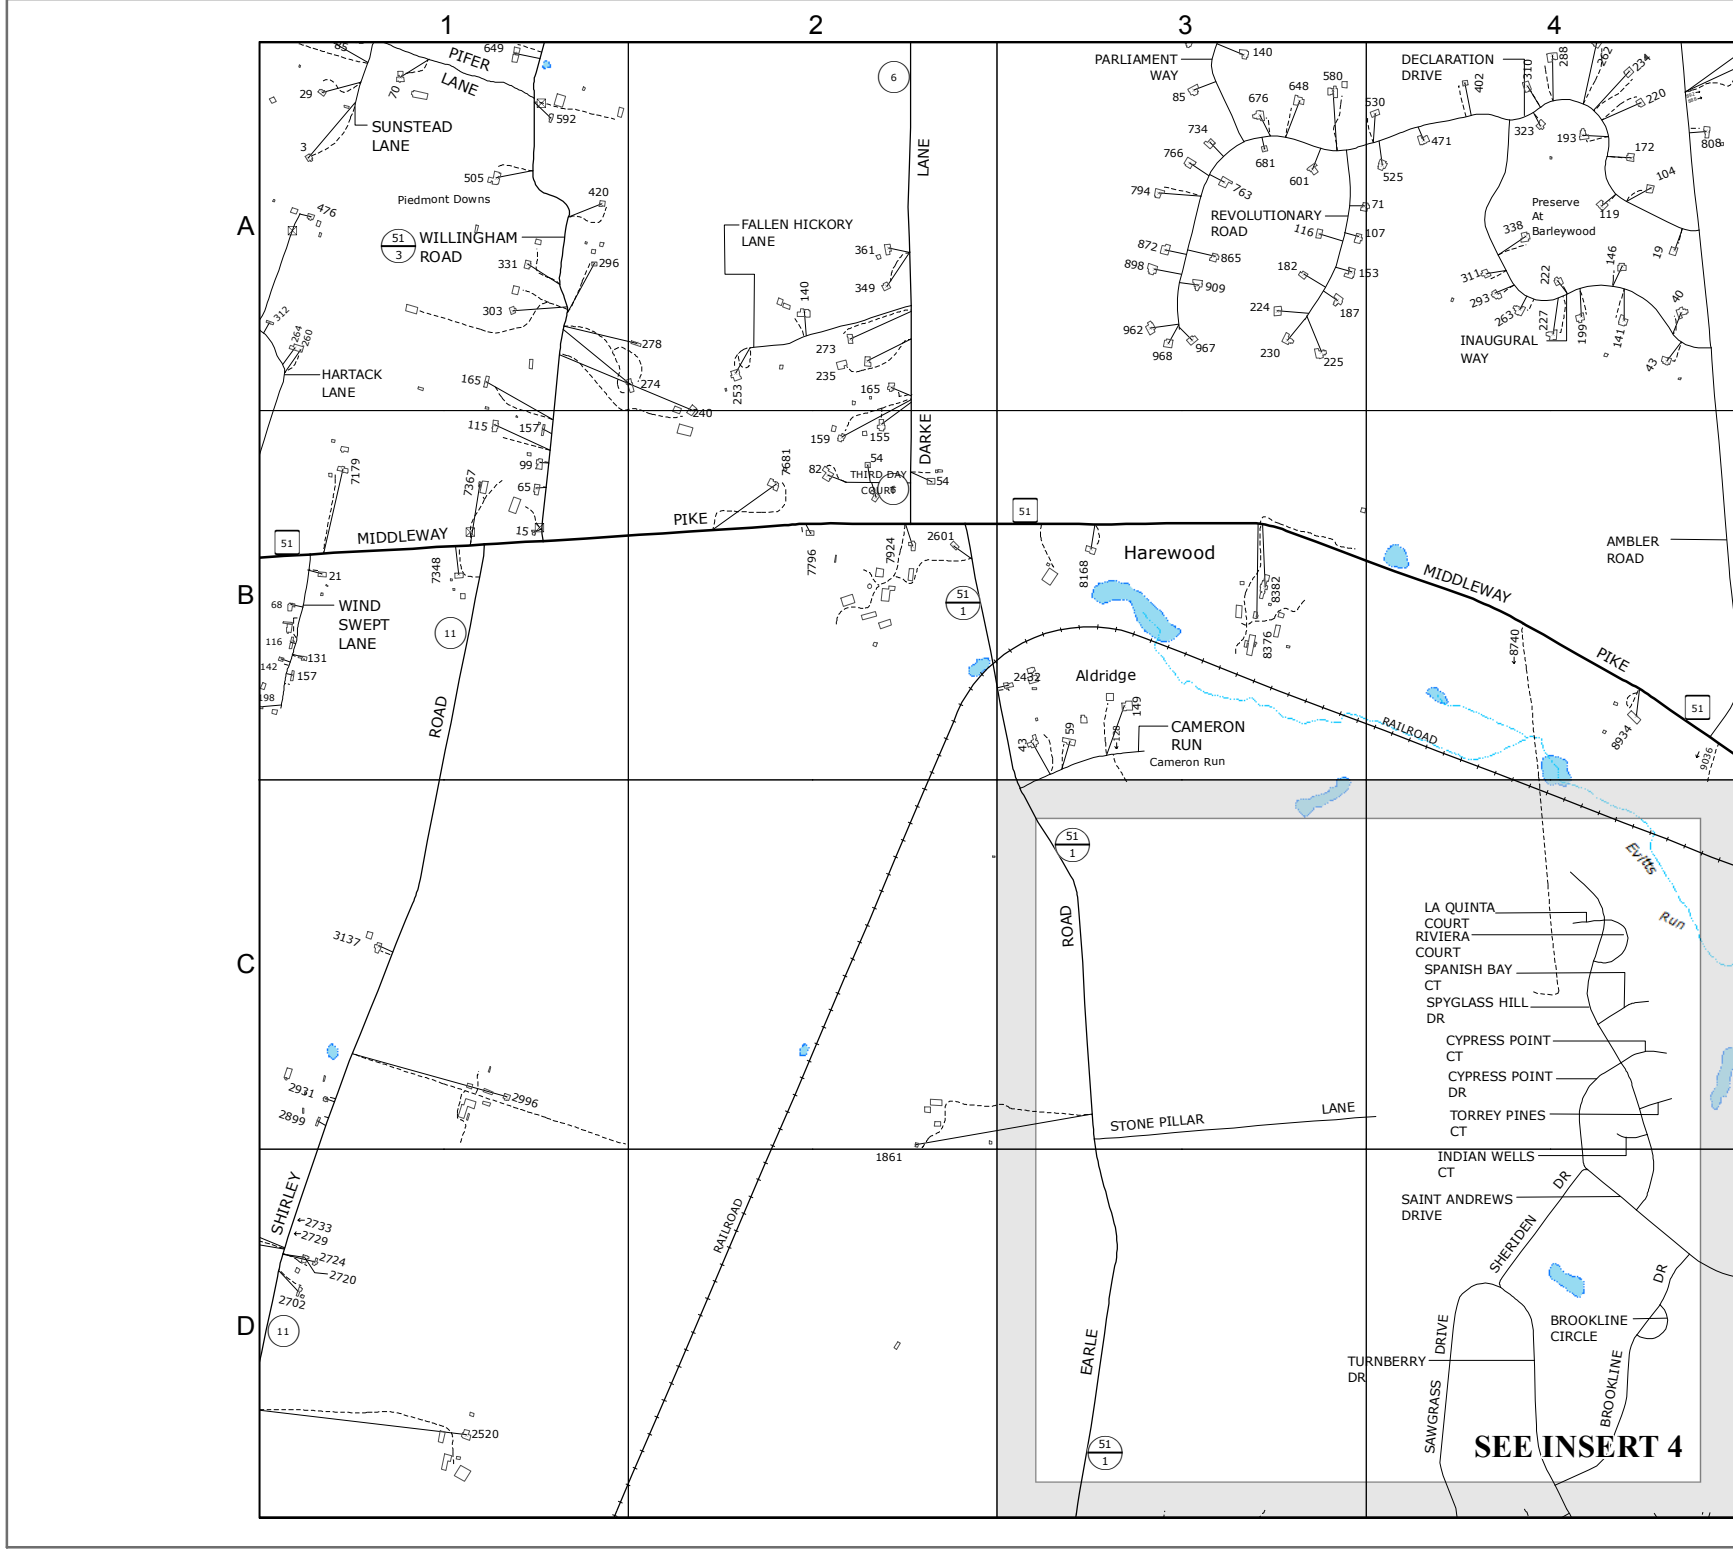 1
2
3
4
A
B
C
D
85
PIFER
LANE
649
29
70
592
SUNSTEAD
LANE
3
505
Piedmont Downs
420
476
51
3
WILLINGHAM
ROAD
331
296
303
312
264
260
278
HARTACK
LANE
165
274
240
6
LANE
FALLEN HICKORY
LANE
361
349
140
273
235
253
165
PARLIAMENT
WAY
140
85
676
648
580
530
734
766
681
601
525
471
794
763
REVOLUTIONARY
ROAD
71
116
107
872
865
898
182
153
909
224
187
962
968
967
230
225
DECLARATION
DRIVE
402
310
288
262
234
220
323
193
172
808
104
Preserve
At
Barleywood
119
338
19
146
311
222
293
263
227
199
141
40
INAUGURAL
WAY
43
115
157
99
7179
7367
65
15
51
MIDDLEWAY
PIKE
7681
159
155
DARKE
82
54
THIRD DAY
COURT
6
54
51
21
7348
68
WIND
SWEPT
LANE
116
142
131
157
198
11
ROAD
7796
7924
2601
51
1
8168
Harewood
8382
8376
MIDDLEWAY
AMBLER
ROAD
8740
PIKE
51
2432
Aldridge
149
59
43
128
CAMERON
RUN
Cameron Run
RAILROAD
8934
9036
51
1
ROAD
Evitts
Run
3137
LA QUINTA
COURT
RIVIERA
COURT
SPANISH BAY
CT
SPYGLASS HILL
DR
CYPRESS POINT
CT
CYPRESS POINT
DR
TORREY PINES
CT
INDIAN WELLS
CT
2931
2899
2996
STONE PILLAR
LANE
1861
SHIRLEY
2733
2729
2724
2720
2702
11
RAILROAD
SAINT ANDREWS
DRIVE
SHERIDEN
DR
DR
BROOKLINE
CIRCLE
EARLE
TURNBERRY
DR
DRIVE
SAWGRASS
BROOKLINE
2520
51
1
SEE INSERT 4